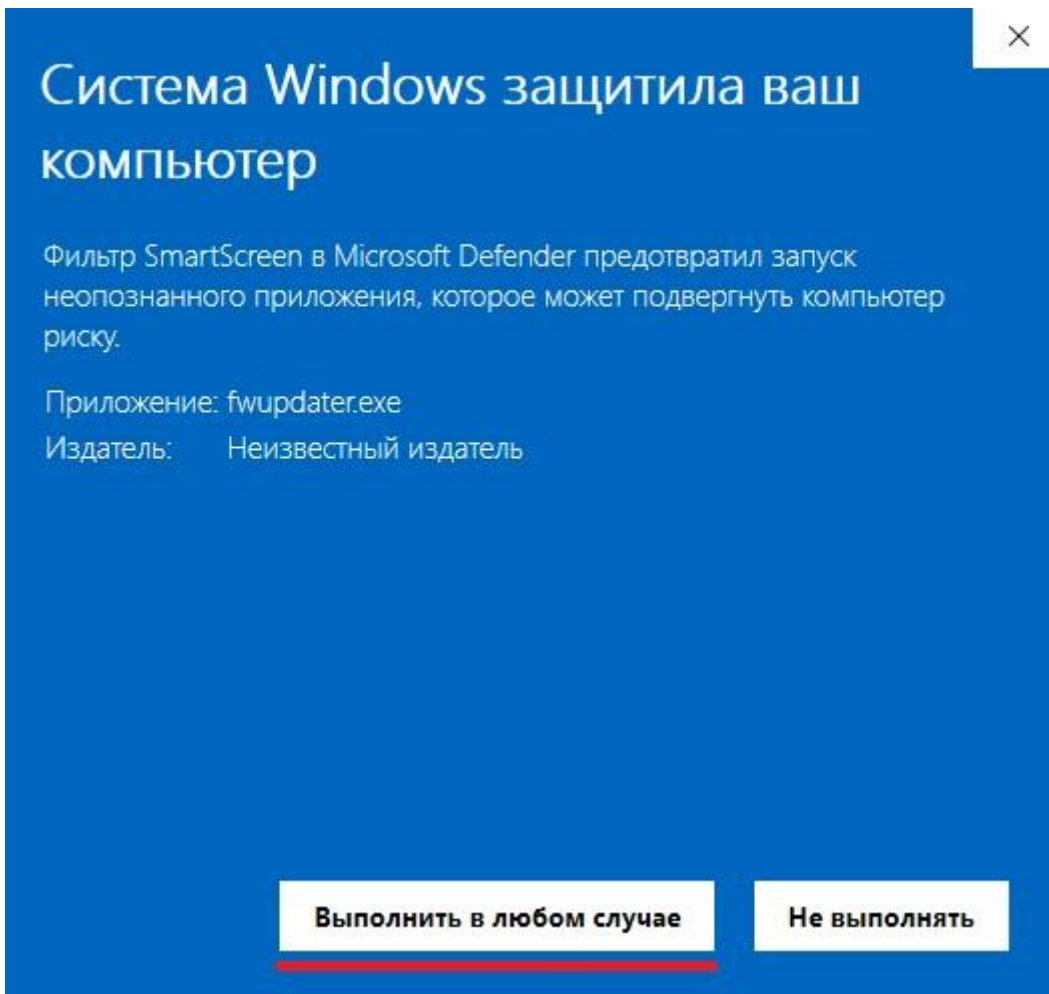 Система Windows защитила ваш
компьютер
Фильтр SmartScreen в Microsoft Defender предотвратил запуск
неопознанного приложения, которое может подвергнуть компьютер
риску.
Приложение: fwupdater.exe
Издатель: Неизвестный издатель
Выполнить в любом случае
Не выполнять